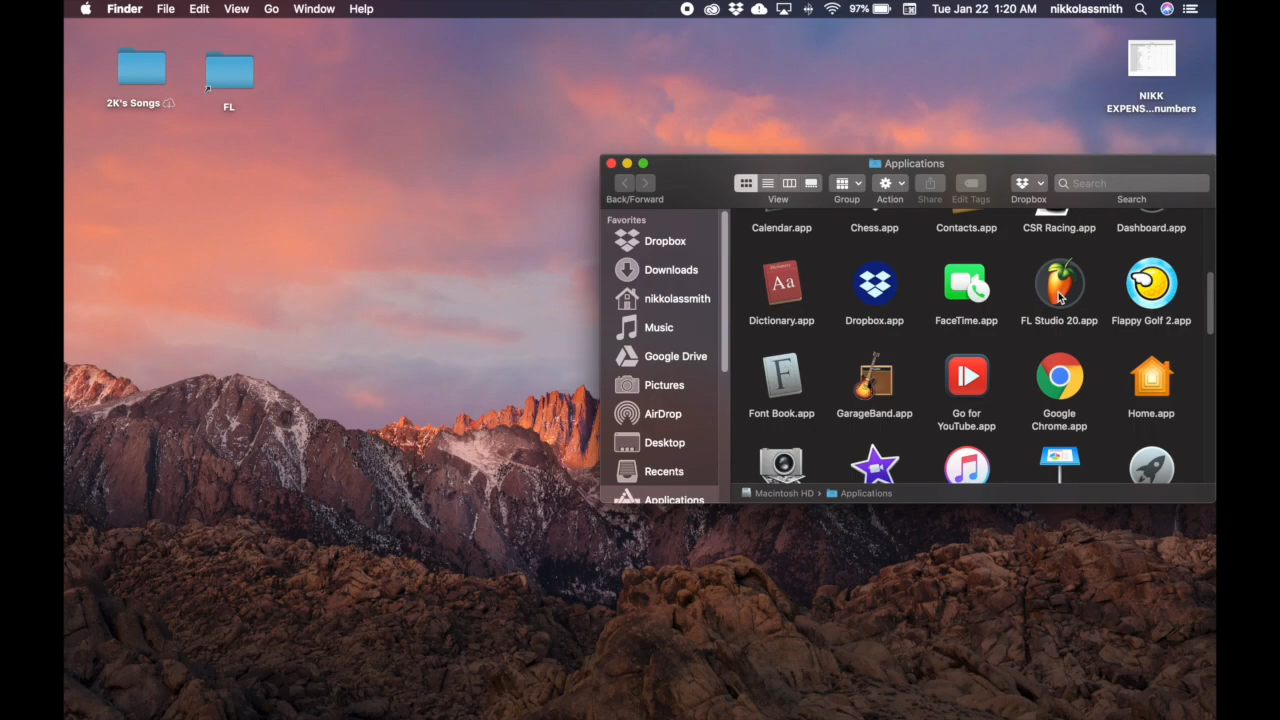 Finder File Edit View Go Window Help 97% Tue Jan 22 1:20 AM nikkolassmith
2K's Songs
FL
NIKK
EXPENS...numbers
Applications
Search
Back/Forward View Group Action Share Edit Tags Dropbox Search
Favorites
Dropbox
Downloads
nikkolassmith
Music
Google Drive
Pictures
AirDrop
Desktop
Recents
Applications
Calendar.app Chess.app Contacts.app CSR Racing.app Dashboard.app
Aa
Dictionary.app Dropbox.app FaceTime.app FL Studio 20.app Flappy Golf 2.app
F
Font Book.app GarageBand.app Go for
YouTube.app Google
Chrome.app Home.app
Macintosh HD › Applications